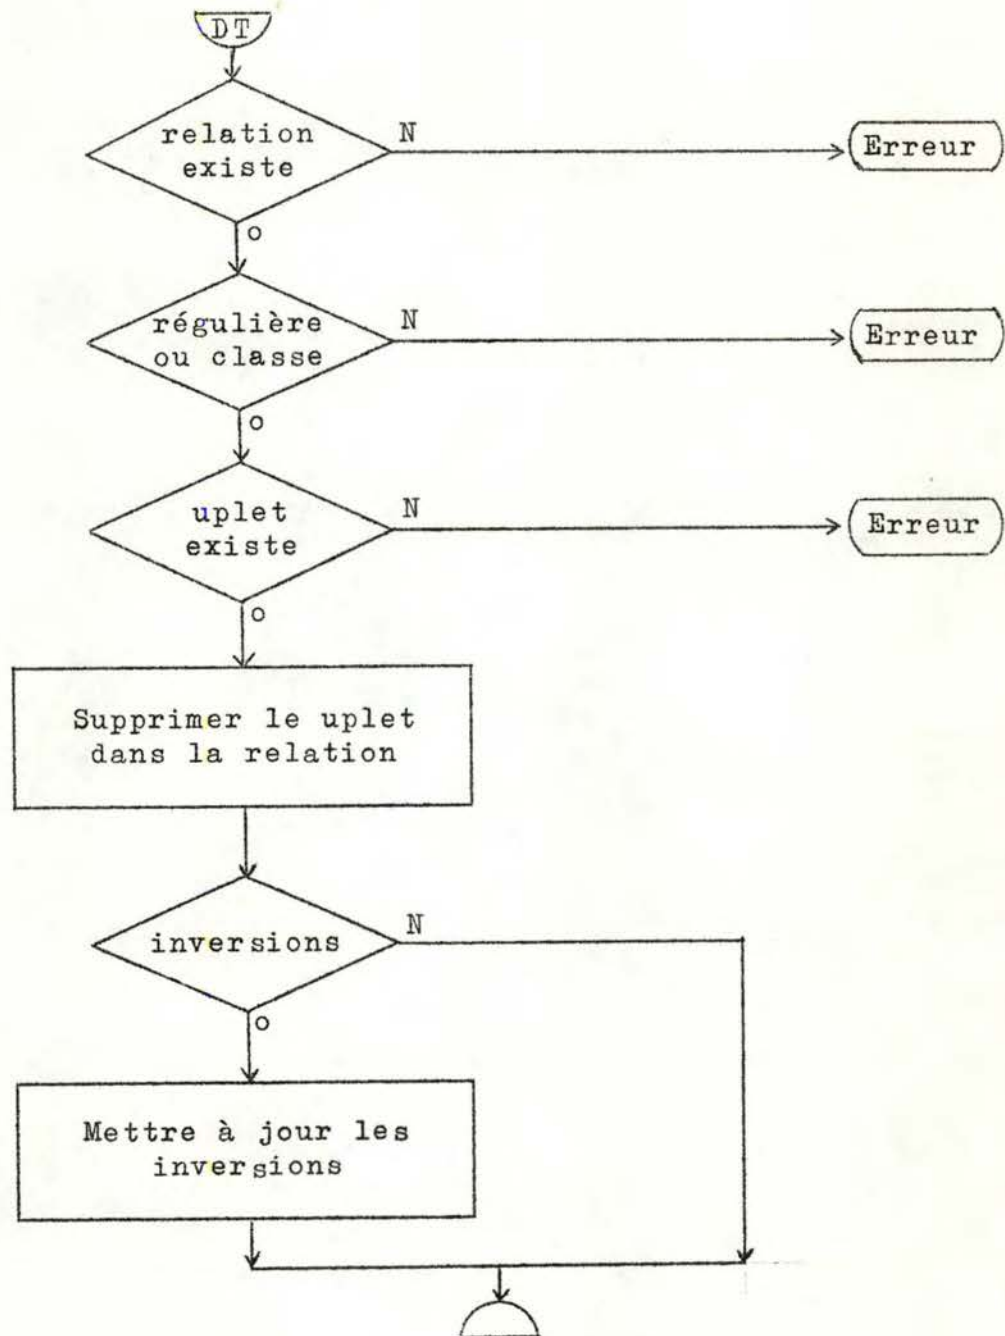 DT
relation
existe
N
Erreur
o
régulière
ou classe
N
Erreur
o
uplet
existe
N
Erreur
o
Supprimer le uplet
dans la relation
inversions
N
o
Mettre à jour les
inversions